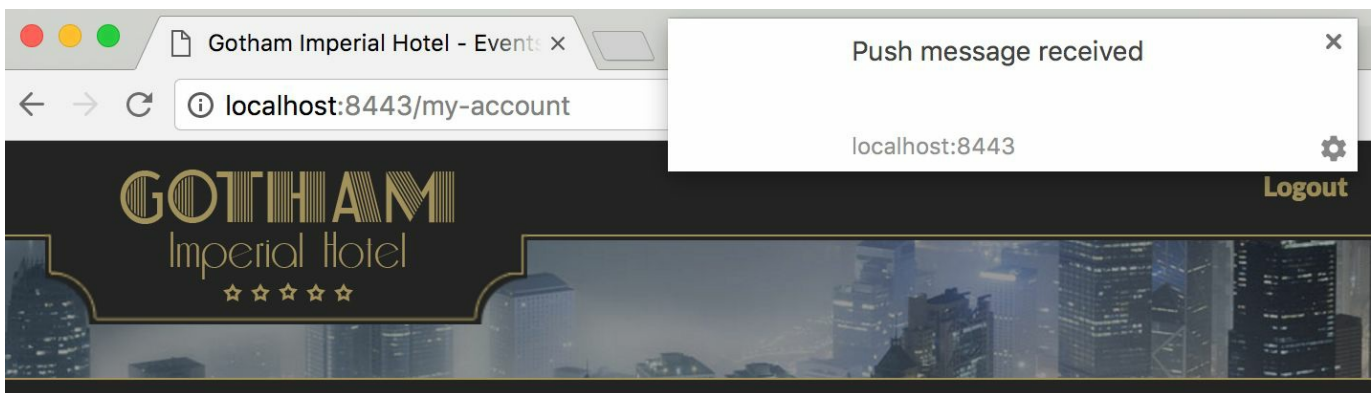 Gotham Imperial Hotel - Events
Push message received
localhost:8443/my-account
localhost:8443
Logout
GOTHAM
Imperial Hotel